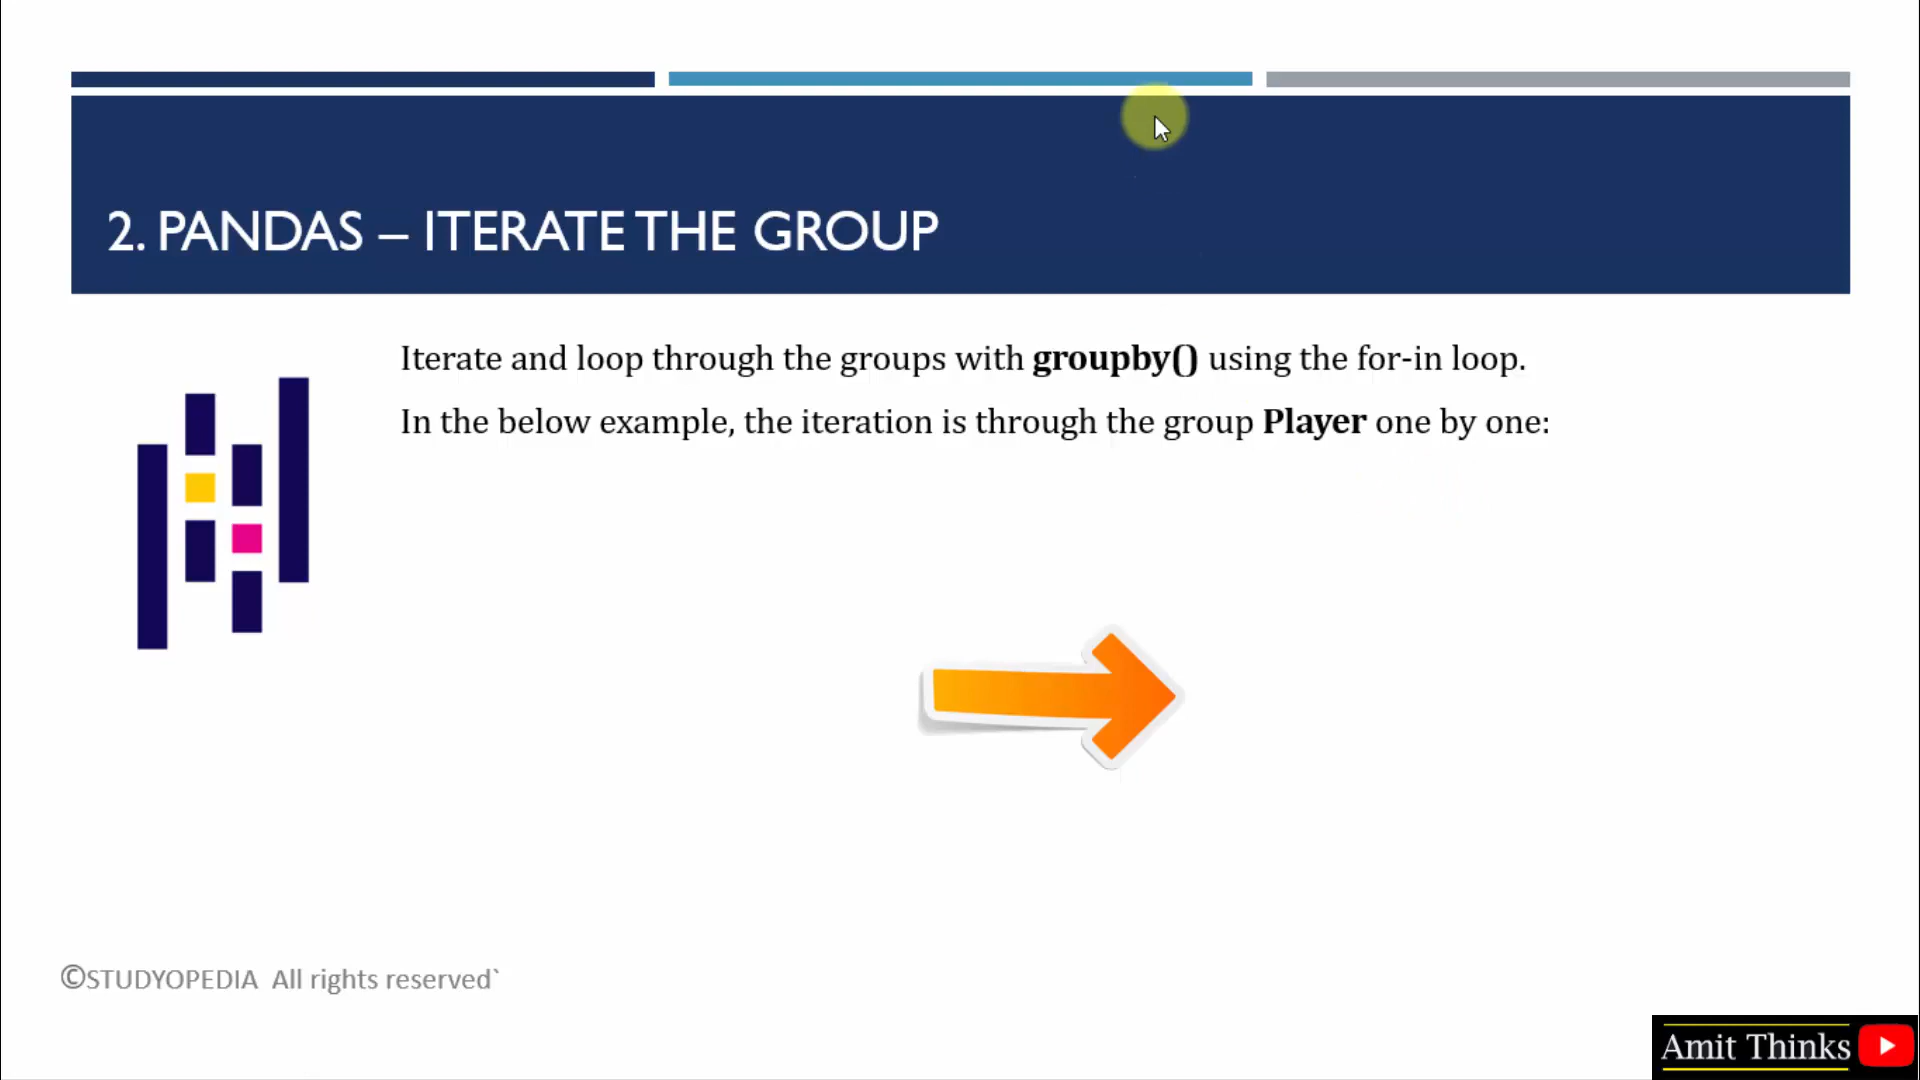 2. PANDAS – ITERATE THE GROUP
Iterate and loop through the groups with groupby() using the for-in loop.
In the below example, the iteration is through the group Player one by one:
©STUDYOPEDIA All rights reserved`
Amit Thinks